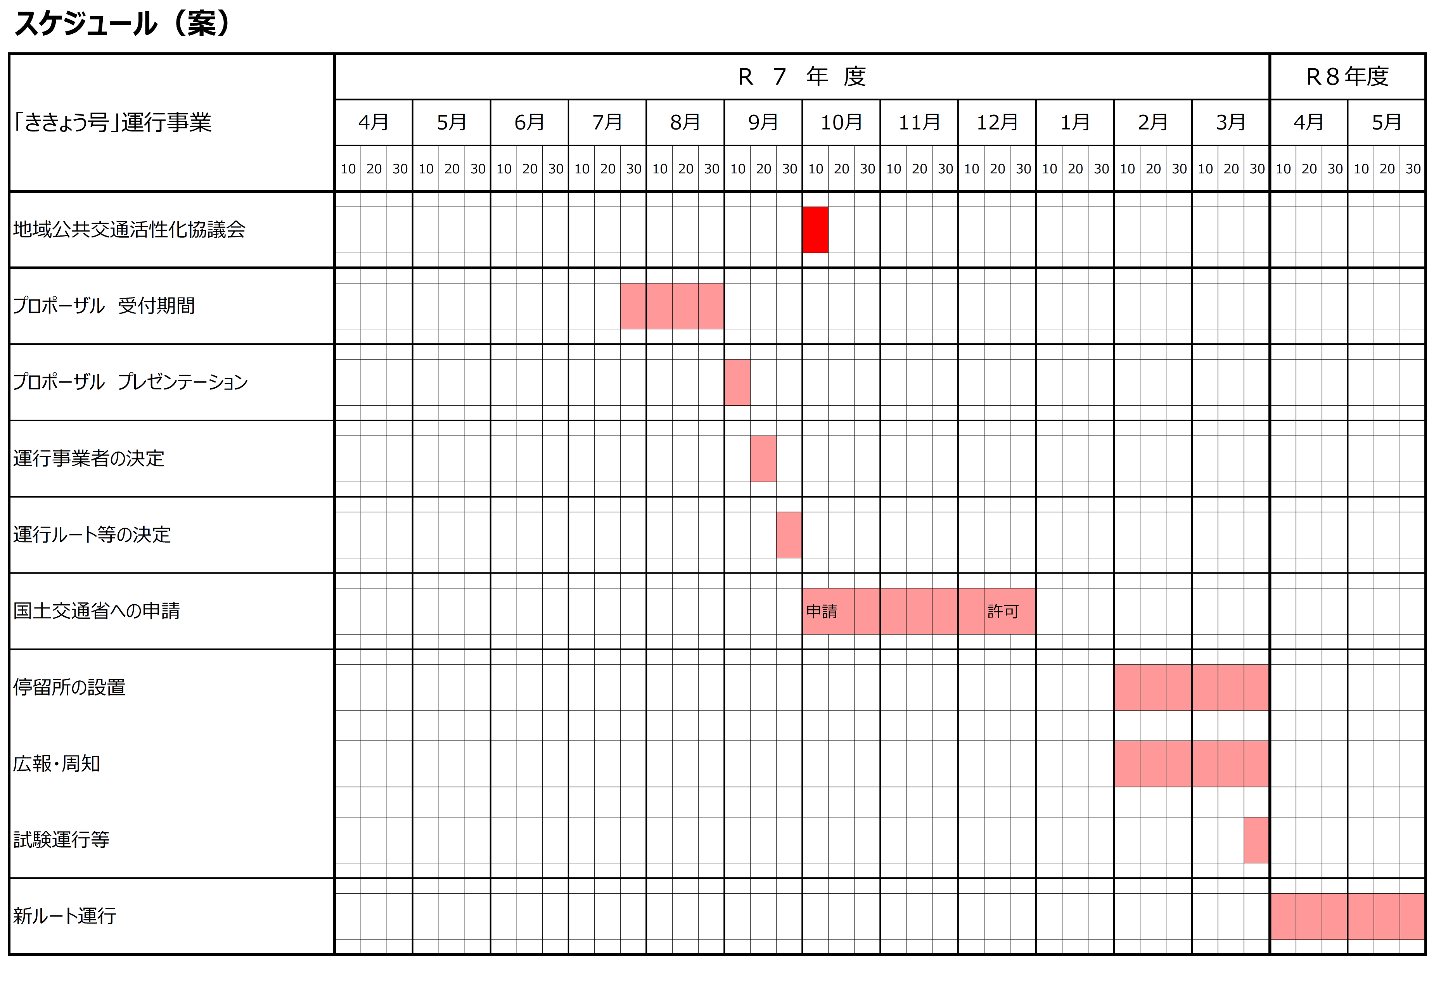 スケジュール（案）
「ききょう号」運行事業
Ｒ　７　年　度
Ｒ８年度
4月 5月 6月 7月 8月 9月 10月 11月 12月 1月 2月 3月 4月 5月
10 20 30 10 20 30 10 20 30 10 20 30 10 20 30 10 20 30 10 20 30 10 20 30 10 20 30 10 20 30 10 20 30 10 20 30 10 20 30 10 20 30
地域公共交通活性化協議会
プロポーザル　受付期間
プロポーザル　プレゼンテーション
運行事業者の決定
運行ルート等の決定
国土交通省への申請 申請 許可
停留所の設置
広報・周知
試験運行等
新ルート運行